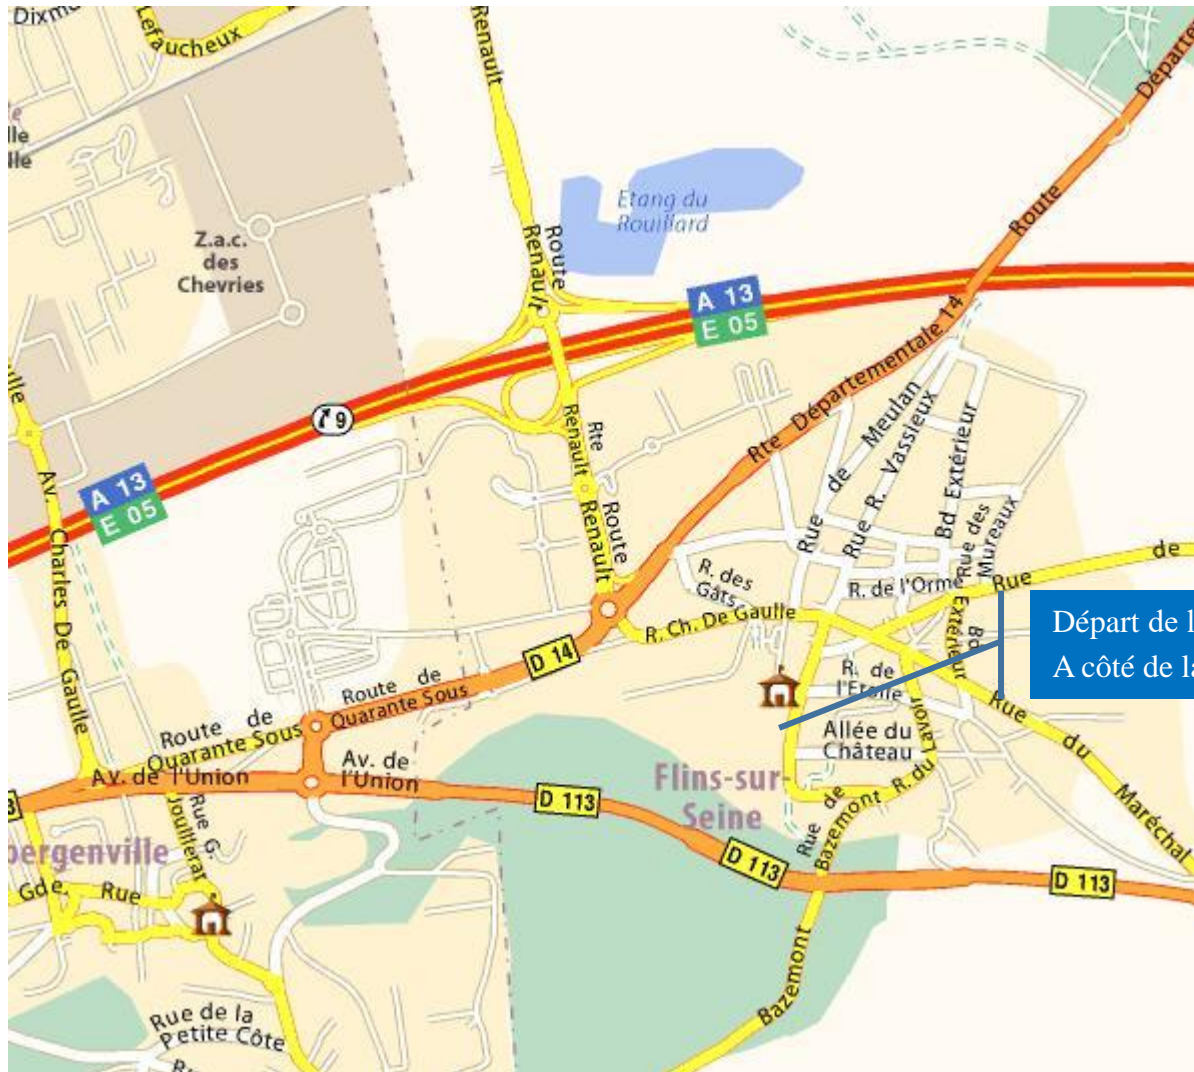 Lefaucheux
Renault
Route
Z.a.c.
des
Chevries
Etang du
Rouillard
Route
Renault
A 13
E 05
Rte Départementale 14
9
A 13
E 05
Av. Charles De Gaulle
Rte
Renault
Route
Renault
Rue de Meulan
Rue R. Vassieux
Bd Extérieur
Rue des
Mureaux
R. des
Gâts
R. de l'Orme
Rue de
R. Ch. De Gaulle
Bd
Extérieur
D 14
Départ de l
A côté de la
Route de
Quarante Sous
Route de
Quarante Sous
R. de
l'Etoile
Allée du
Château
R. du Lavoir
Rue du Maréchal
Av. de l'Union
Av. de
l'Union
D 113
Flins-sur-
Seine
Rue de
Bazemont
D 113
D 113
bergenville
Rue G.
Jouillerat
Gde. Rue
Bazemont
Rue de la
Petite Côte